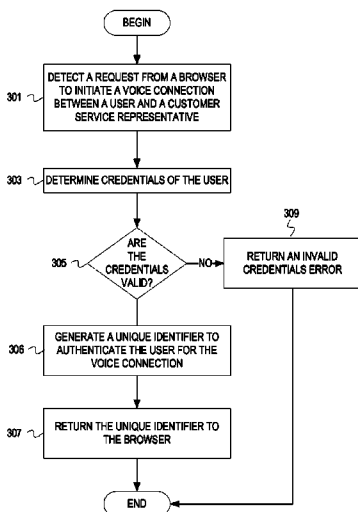 BEGIN
301
DETECT A REQUEST FROM A BROWSER
TO INITIATE A VOICE CONNECTION
BETWEEN A USER AND A CUSTOMER
SERVICE REPRESENTATIVE
303
DETERMINE CREDENTIALS OF THE USER
305
ARE
THE
CREDENTIALS
VALID?
NO
309
RETURN AN INVALID
CREDENTIALS ERROR
306
GENERATE A UNIQUE IDENTIFIER TO
AUTHENTICATE THE USER FOR THE
VOICE CONNECTION
307
RETURN THE UNIQUE IDENTIFIER TO
THE BROWSER
END